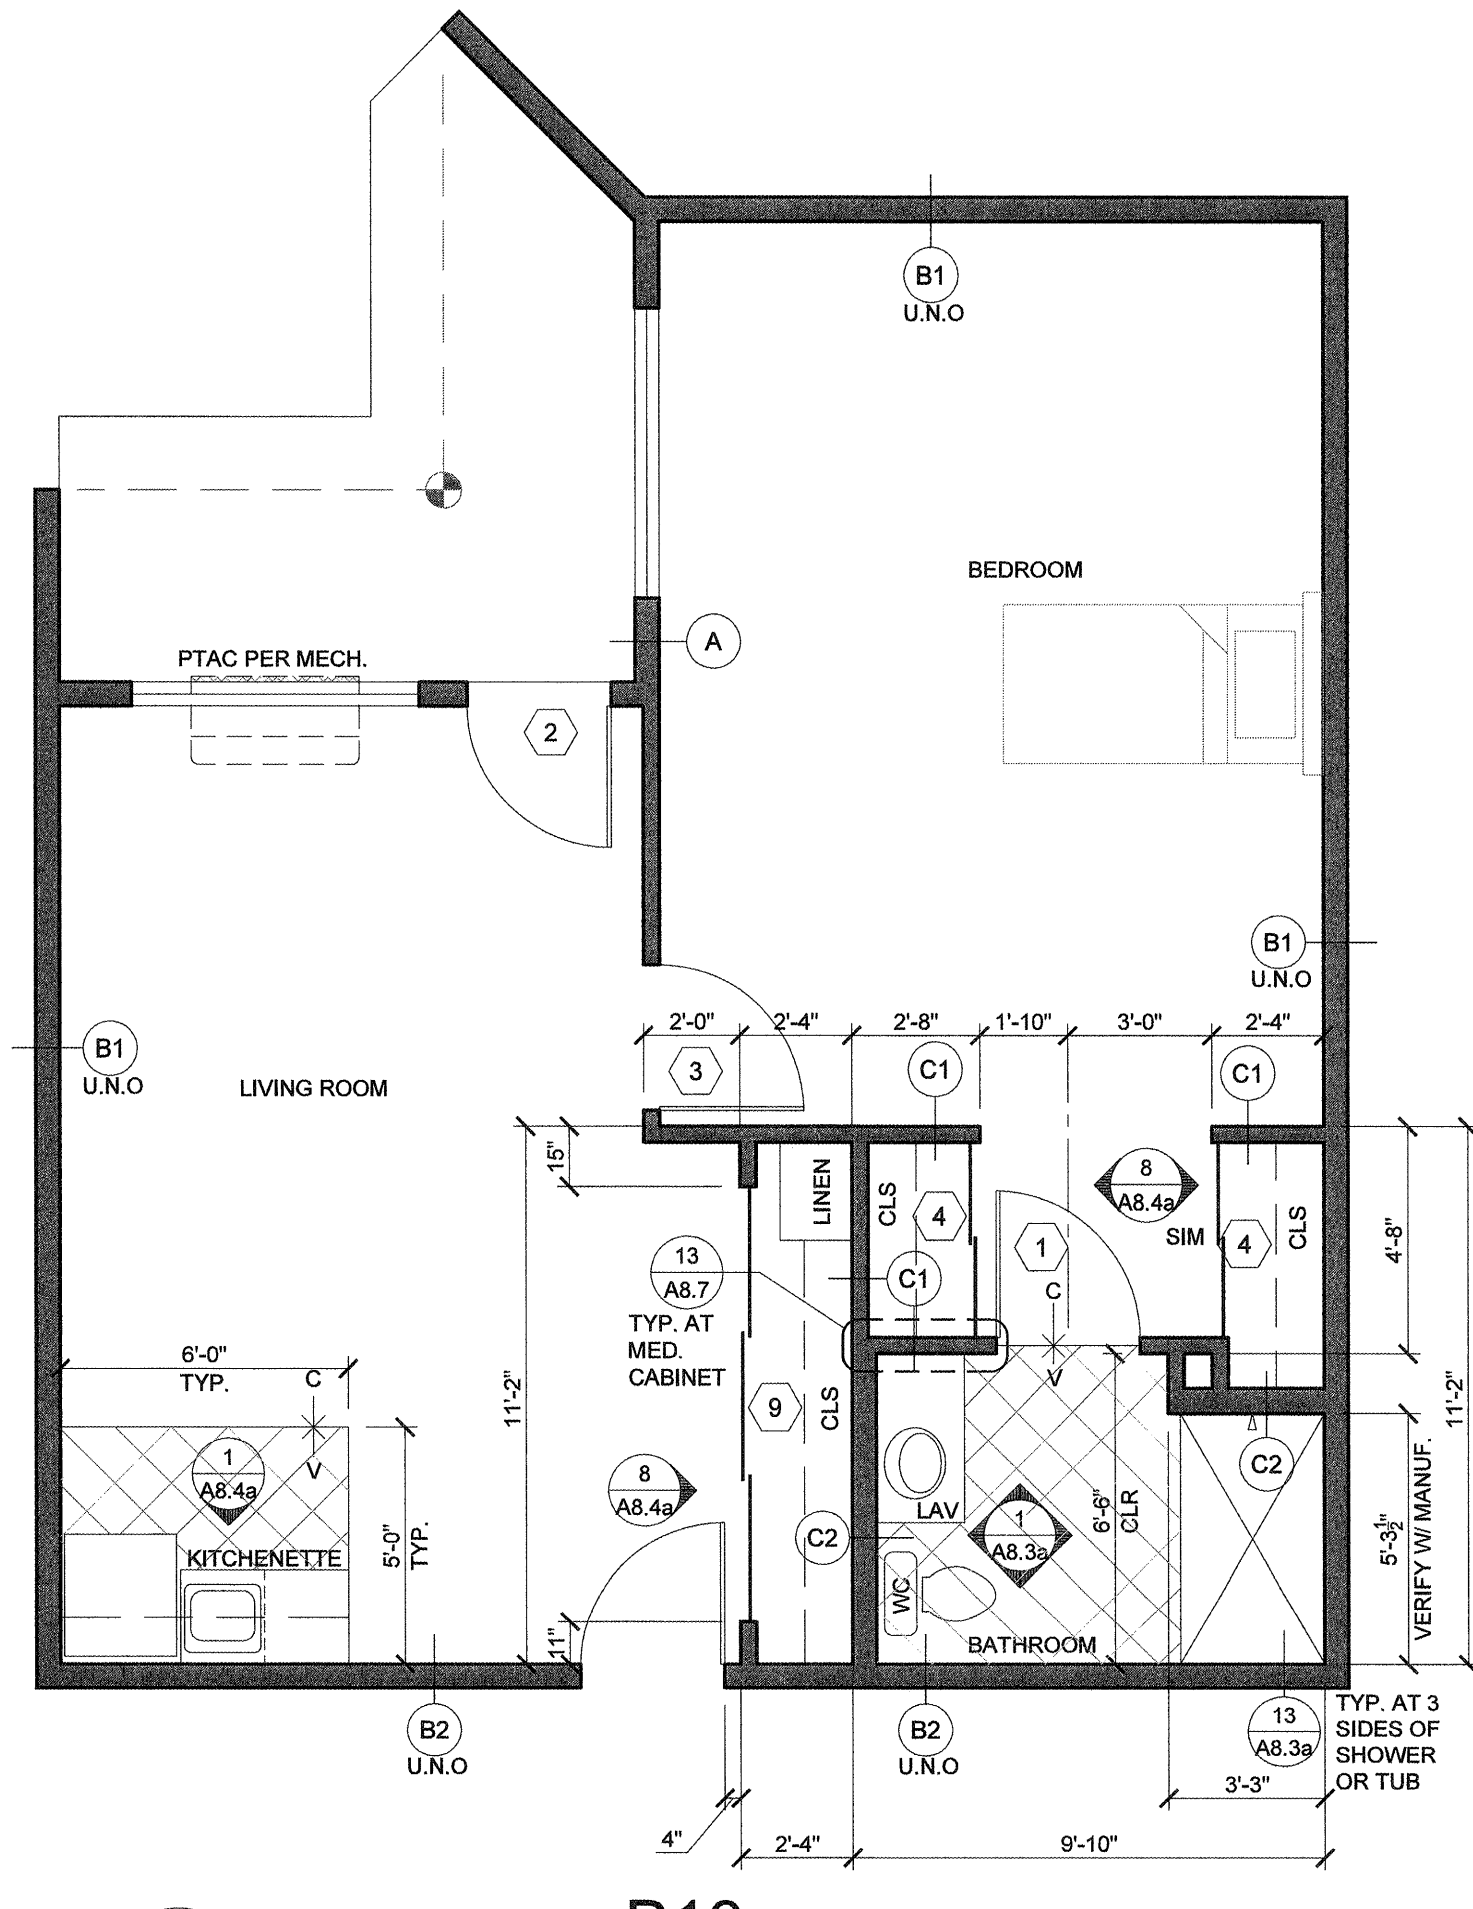 B1
U.N.O
BEDROOM
A
PTAC PER MECH.
2
B1
U.N.O
2'-0"
2'-4"
2'-8"
1'-10"
3'-0"
2'-4"
B1
U.N.O
LIVING ROOM
3
C1
C1
15"
LINEN
CLS
4
8
A8.4a
SIM
4
CLS
4'-8"
13
A8.7
TYP. AT
MED.
CABINET
C1
1
C
V
6'-0"
TYP.
C
V
11'-2"
9
CLS
11'-2"
1
A8.4a
8
A8.4a
C2
5'-0"
TYP.
KITCHENETTE
LAV
C2
1
A8.3a
6'-6"
CLR
5'-3 1/2"
VERIFY W/ MANUF.
WC
BATHROOM
11"
B2
U.N.O
B2
U.N.O
13
A8.3a
TYP. AT 3
SIDES OF
SHOWER
OR TUB
3'-3"
4"
2'-4"
9'-10"